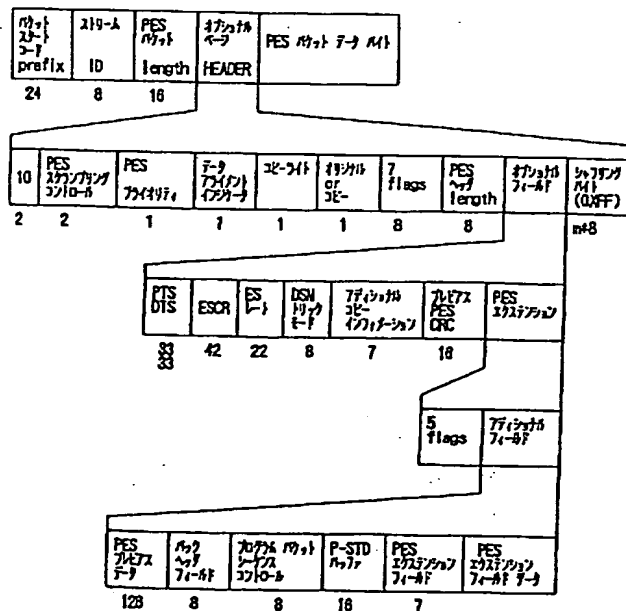 パケット
スタート
コード
prefix
ストリーム
ID
PES
パケット
length
オプショナル
ページ
HEADER
PES パケット データ バイト
24
8
16
10
PES
スクランブリング
コントロール
PES
プライオリティ
データ
アライメント
インジケータ
コピーライト
オリジナル
or
コピー
7
flags
PES
ヘッダ
length
オプショナル
フィールド
シャフリング
バイト
(0XFF)
2
2
1
1
1
1
8
8
m*8
PTS
DTS
ESCR
ES
レート
DSM
トリック
モード
アディショナル
コピー
インフォメーション
プレビアス
PES
CRC
PES
エクステンション
33
33
42
22
8
7
16
5
flags
アディショナル
フィールド
PES
プレビアス
データ
パック
ヘッダ
フィールド
プログラム パケット
シーケンス
コントロール
P-STD
バッファ
PES
エクステンション
フィールド
PES
エクステンション
フィールド データ
128
8
8
16
7